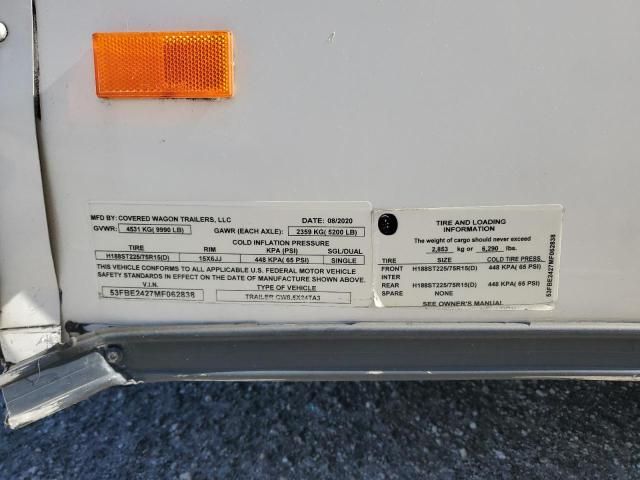 MFD BY: COVERED WAGON TRAILERS, LLC DATE: 08/2020
GVWR: 4531 KG( 9990 LB) GAWR (EACH AXLE): 2359 KG( 5200 LB)
COLD INFLATION PRESSURE
TIRE RIM KPA (PSI) SGL/DUAL
H188ST225/75R15(D) 15X6JJ 448 KPA( 65 PSI) SINGLE
THIS VEHICLE CONFORMS TO ALL APPLICABLE U.S. FEDERAL MOTOR VEHICLE
SAFETY STANDARDS IN EFFECT ON THE DATE OF MANUFACTURE SHOWN ABOVE.
V.I.N. TYPE OF VEHICLE
53FBE2427MF062838 TRAILER CW8.5X24TA3
TIRE AND LOADING
INFORMATION
The weight of cargo should never exceed
2,853 kg or 6,290 lbs.
TIRE SIZE COLD TIRE PRESS.
FRONT H188ST225/75R15(D) 448 KPA( 65 PSI)
INTER
REAR H188ST225/75R15(D) 448 KPA( 65 PSI)
SPARE NONE
SEE OWNER'S MANUAL
53FBE2427MF062838